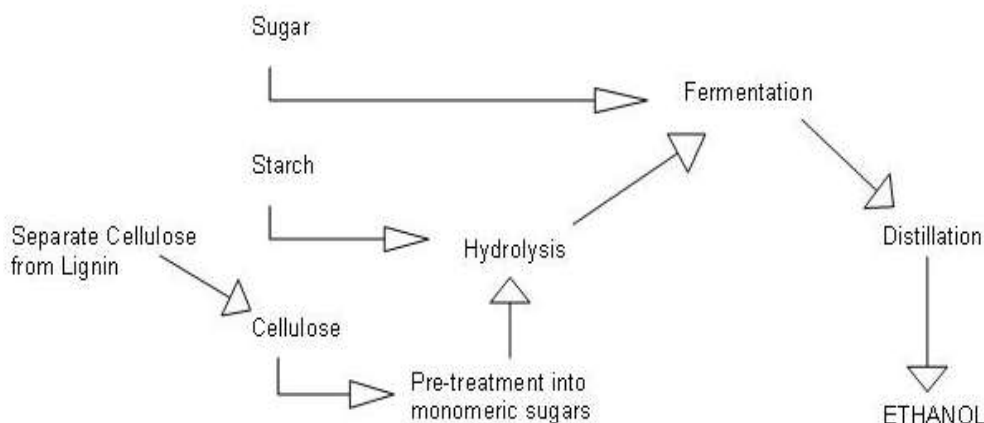 Sugar
Fermentation
Starch
Separate Cellulose
from Lignin
Hydrolysis
Distillation
Cellulose
Pre-treatment into
monomeric sugars
ETHANOL